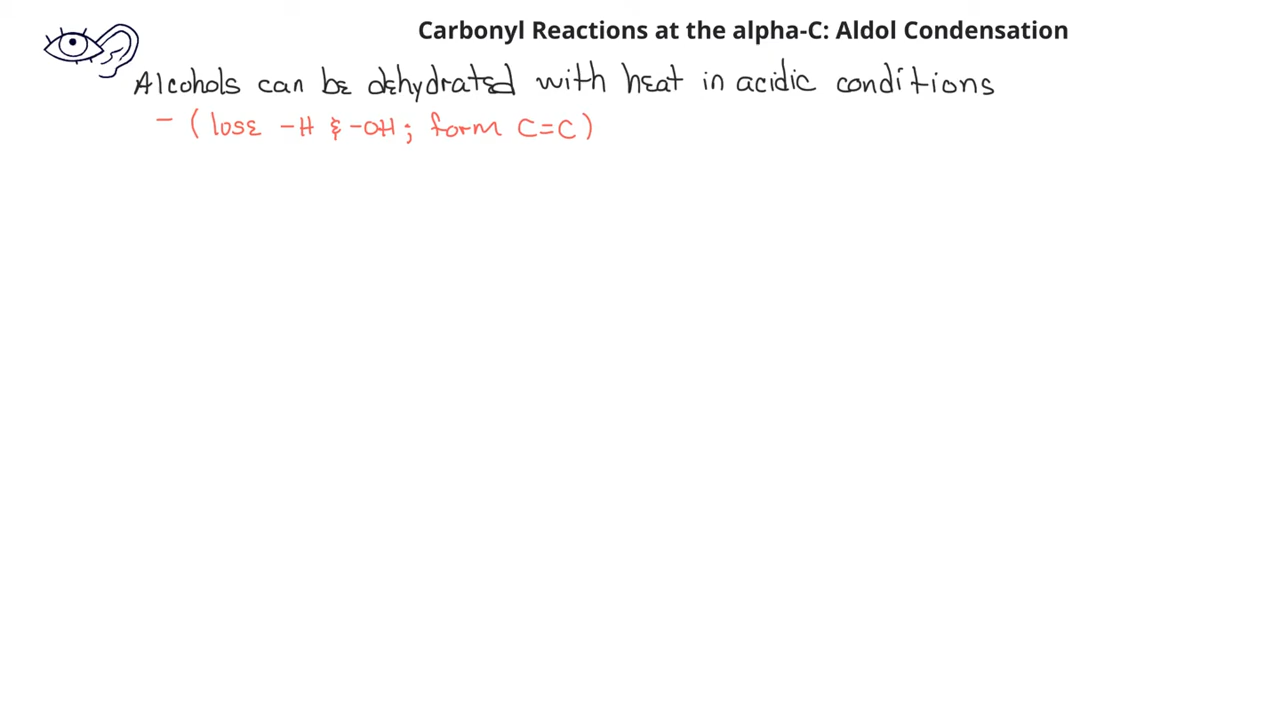 Carbonyl Reactions at the alpha-C: Aldol Condensation
Alcohols can be dehydrated with heat in acidic conditions
- (lose -H & -OH; form C=C)